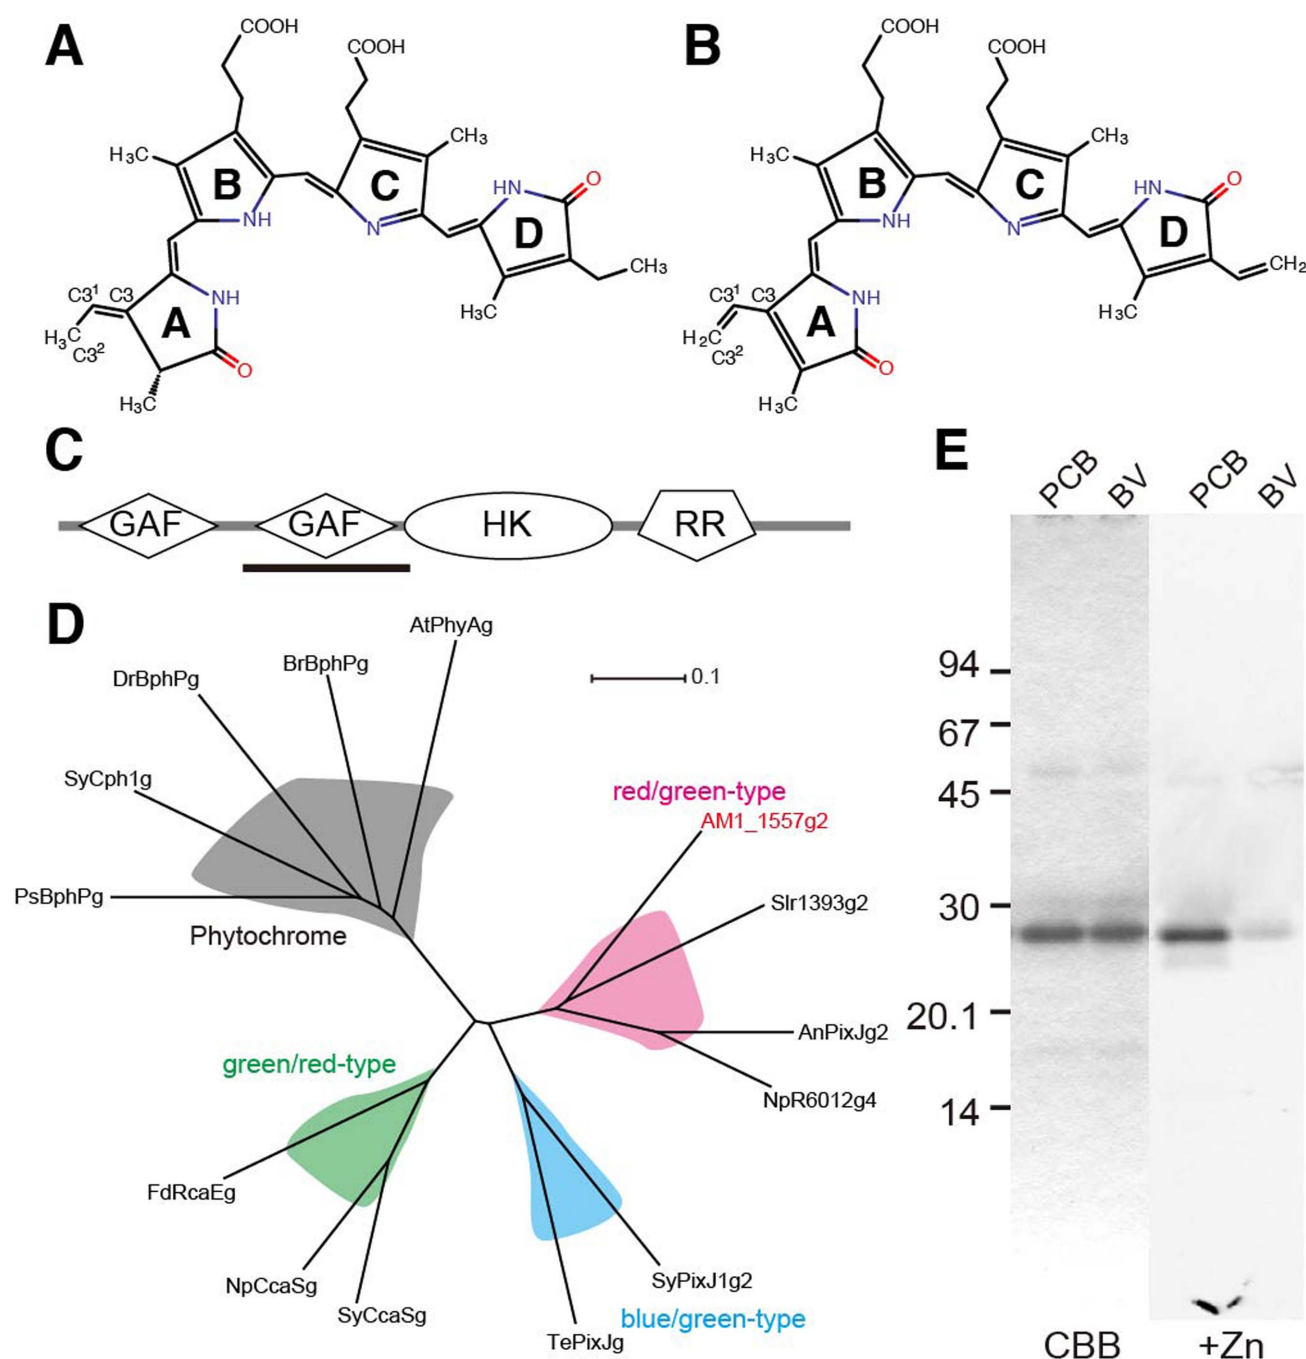 A
COOH
COOH
H₃C
CH₃
B
C
HN
O
NH
N
D
CH₃
H₃C
C3¹
C3
NH
H₃C
A
C3²
O
H₃C
B
COOH
COOH
H₃C
CH₃
B
C
HN
O
NH
N
D
CH₂
H₃C
C3¹
C3
NH
H₂C
A
C3²
O
H₃C
C
GAF
GAF
HK
RR
D
AtPhyAg
BrBphPg
DrBphPg
0.1
SyCph1g
red/green-type
AM1_1557g2
PsBphPg
Slr1393g2
Phytochrome
AnPixJg2
green/red-type
NpR6012g4
FdRcaEg
NpCcaSg
SyPixJ1g2
SyCcaSg
blue/green-type
TePixJg
E
PCB
BV
PCB
BV
94
67
45
30
20.1
14
CBB
+Zn